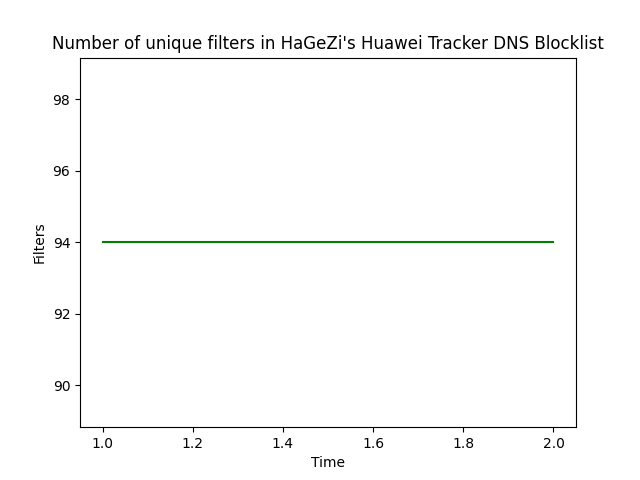 Number of unique filters in HaGeZi's Huawei Tracker DNS Blocklist
98
96
94
92
90
Filters
1.0 1.2 1.4 1.6 1.8 2.0
Time